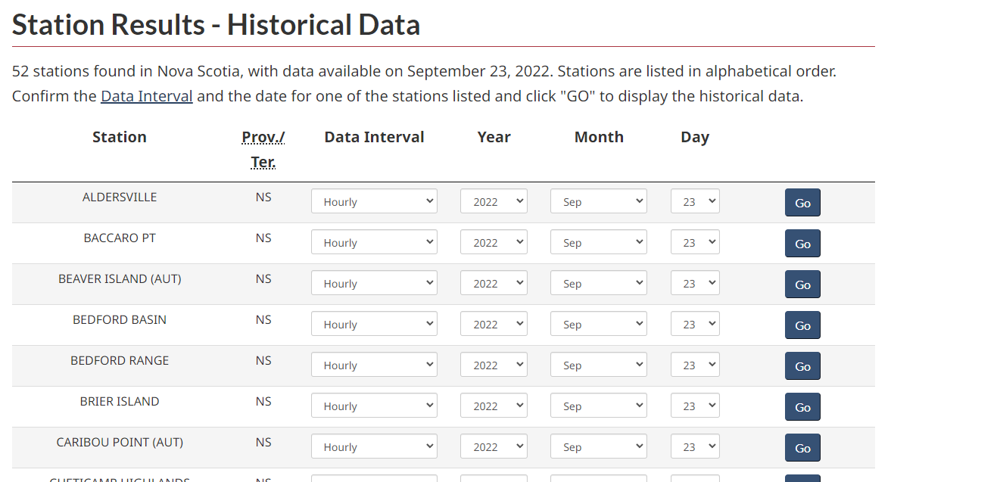 Station Results - Historical Data
52 stations found in Nova Scotia, with data available on September 23, 2022. Stations are listed in alphabetical order.
Confirm the Data Interval and the date for one of the stations listed and click "GO" to display the historical data.
Station Prov./ Data Interval Year Month Day
Ter.
ALDERSVILLE NS Hourly 2022 Sep 23 Go
BACCARO PT NS Hourly 2022 Sep 23 Go
BEAVER ISLAND (AUT) NS Hourly 2022 Sep 23 Go
BEDFORD BASIN NS Hourly 2022 Sep 23 Go
BEDFORD RANGE NS Hourly 2022 Sep 23 Go
BRIER ISLAND NS Hourly 2022 Sep 23 Go
CARIBOU POINT (AUT) NS Hourly 2022 Sep 23 Go
CHETICAMP HIGHLANDS NS